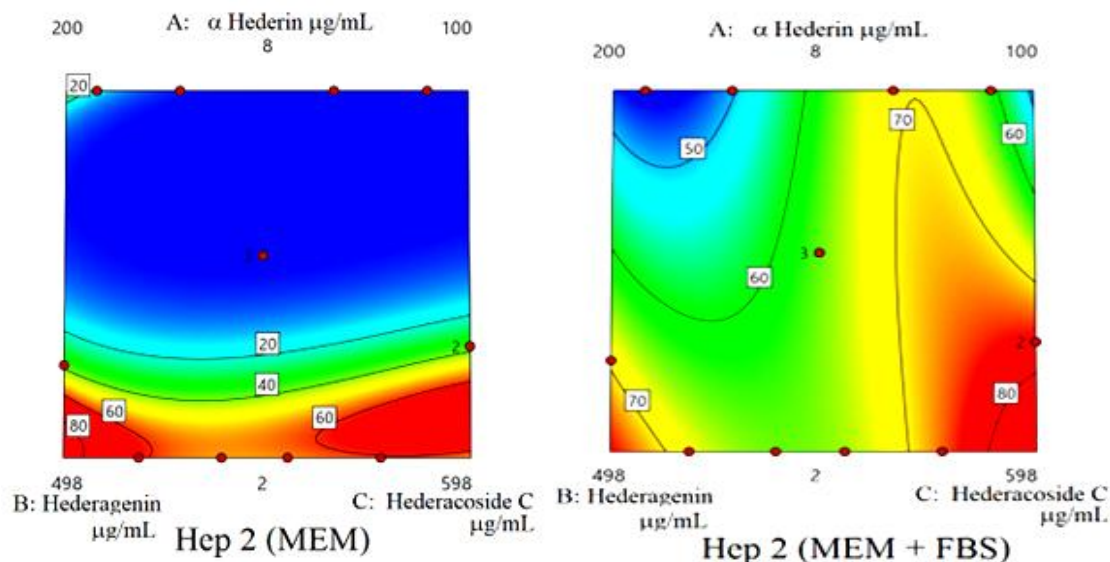 A: α Hederin µg/mL
200 8 100
20
3
20
2
40
60 60
80
498 2 598
B: Hederagenin C: Hederacoside C
µg/mL µg/mL
Hep 2 (MEM)
A: α Hederin µg/mL
200 8 100
70
60
50
3
60
2
70
80
498 2 598
B: Hederagenin C: Hederacoside C
µg/mL µg/mL
Hep 2 (MEM + FBS)